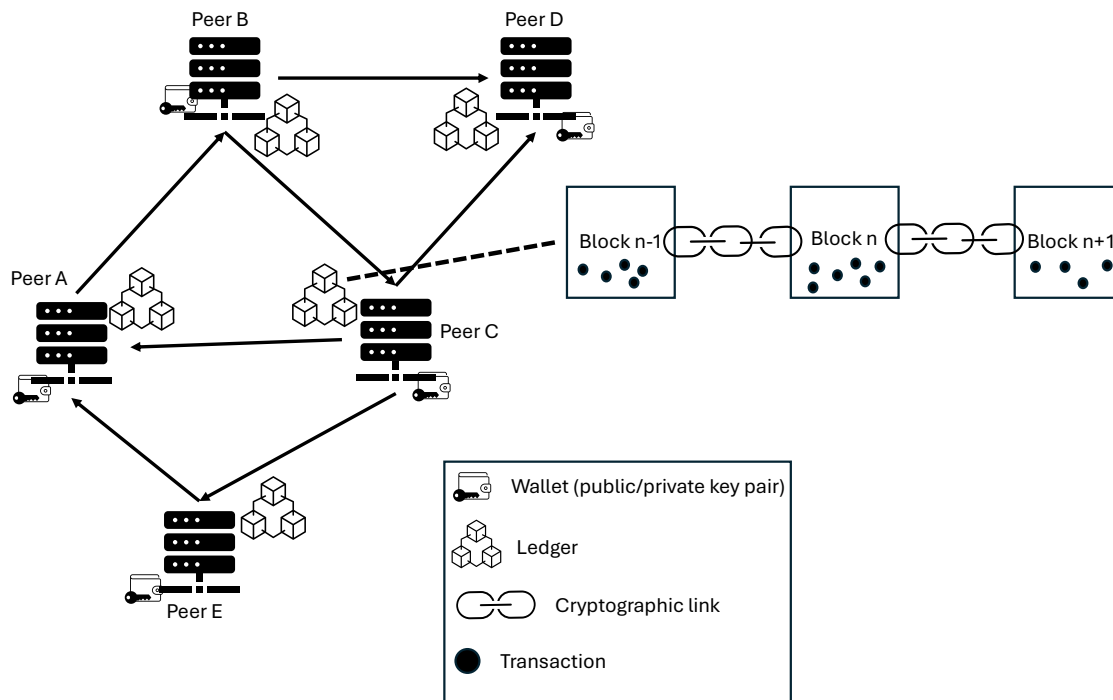 Peer B
Peer D
Peer A
Peer C
Block n-1
Block n
Block n+1
Peer E
Wallet (public/private key pair)
Ledger
Cryptographic link
Transaction